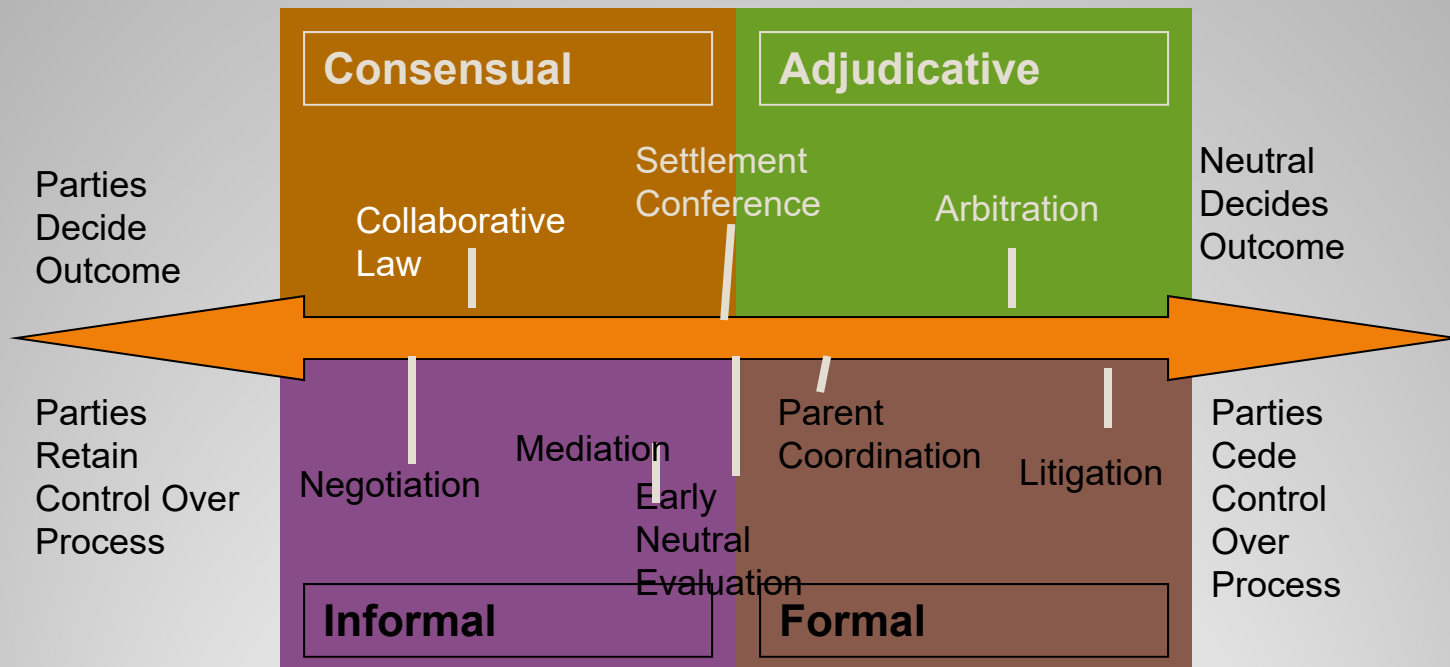 Consensual
Adjudicative
Parties
Decide
Outcome
Collaborative
Law
Settlement
Conference
Arbitration
Neutral
Decides
Outcome
Parties
Retain
Control Over
Process
Negotiation
Mediation
Early
Neutral
Evaluation
Parent
Coordination
Litigation
Parties
Cede
Control
Over
Process
Informal
Formal